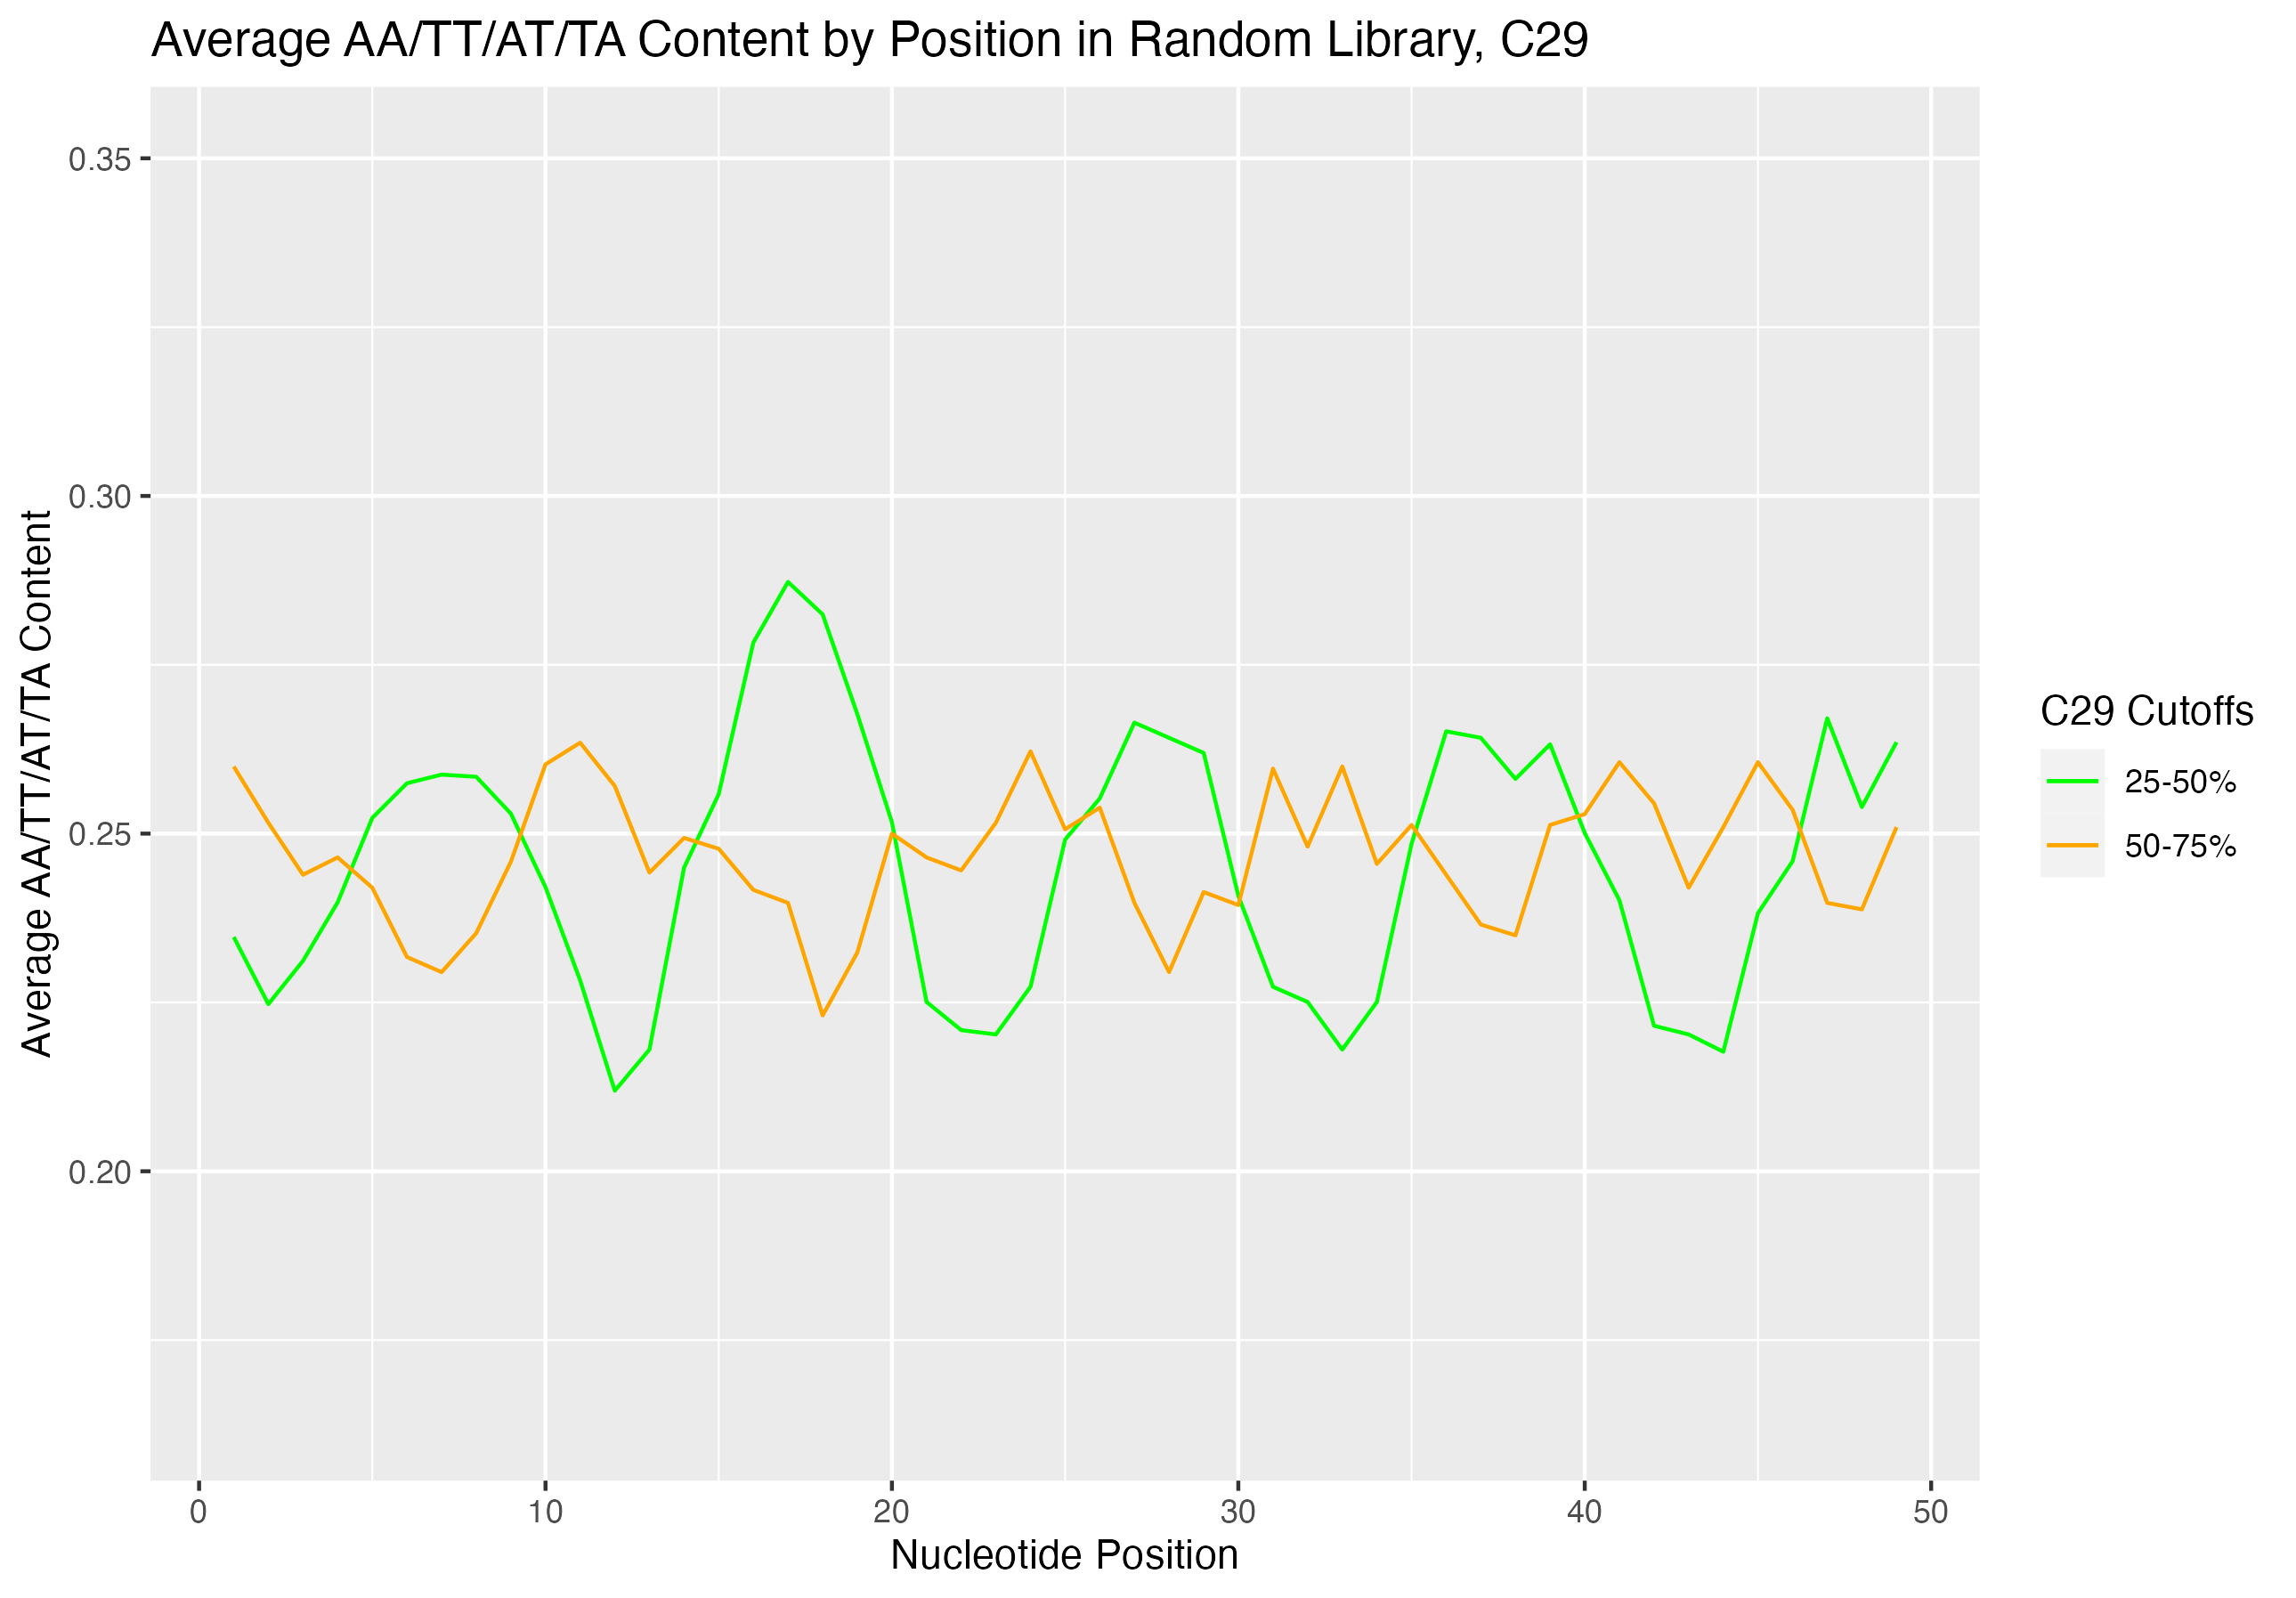 Average AA/TT/AT/TA Content by Position in Random Library, C29
Average AA/TT/AT/TA Content
0.35
0.30
0.25
0.20
0 10 20 30 40 50
Nucleotide Position
C29 Cutoffs
25-50%
50-75%